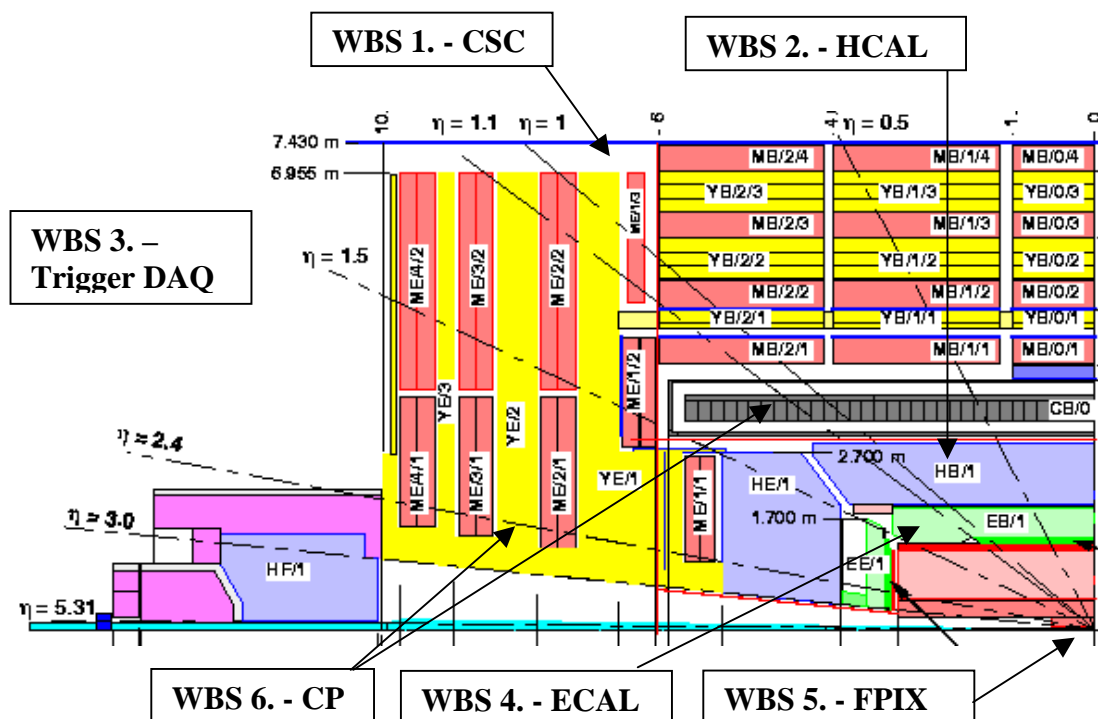 WBS 1. - CSC
WBS 2. - HCAL
10.
η = 1.1
η = 1
η = 0.5
1.
0
7.430 m
6.955 m
WBS 3. –
Trigger DAQ
η = 1.5
η = 2.4
η = 3.0
η = 5.31
ME/4/2
ME/3/2
ME/2/2
ME/1/3
MB/2/4
MB/1/4
MB/0/4
YB/2/3
YB/1/3
YB/0/3
MB/2/3
MB/1/3
MB/0/3
YB/2/2
YB/1/2
YB/0/2
MB/2/2
MB/1/2
MB/0/2
YB/2/1
YB/1/1
YB/0/1
MB/2/1
MB/1/1
MB/0/1
YE/3
YE/2
ME/1/2
CB/0
ME/4/1
ME/3/1
ME/2/1
YE/1
ME/1/1
HE/1
2.700 m
HB/1
1.700 m
EB/1
EE/1
HF/1
WBS 6. - CP
WBS 4. - ECAL
WBS 5. - FPIX